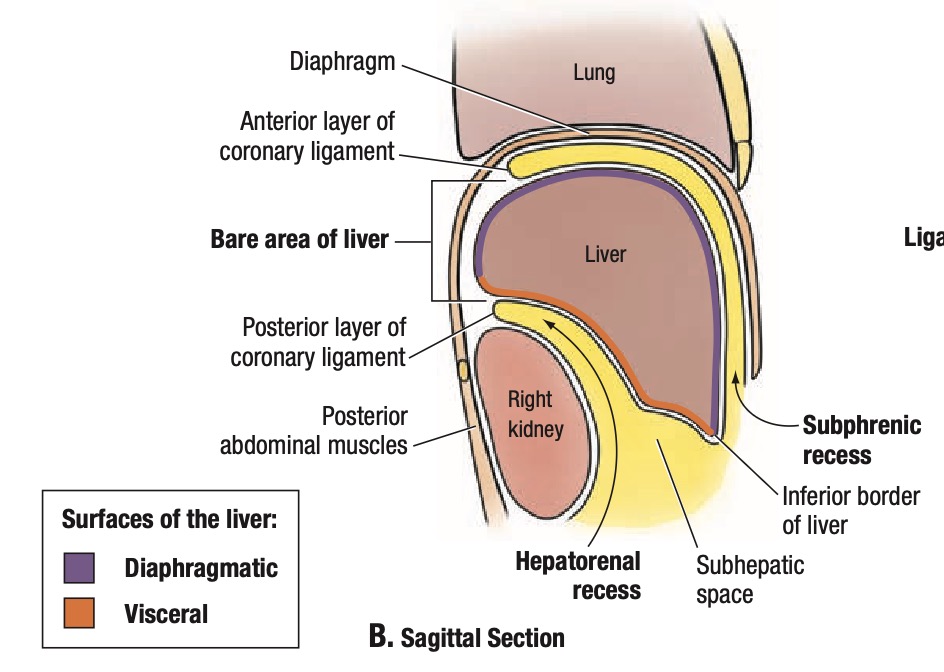 Diaphragm
Lung
Anterior layer of
coronary ligament
Bare area of liver
Liver
Liga
Posterior layer of
coronary ligament
Right
kidney
Posterior
abdominal muscles
Subphrenic
recess
Inferior border
of liver
Surfaces of the liver:
Diaphragmatic
Visceral
Hepatorenal
recess
Subhepatic
space
B. Sagittal Section